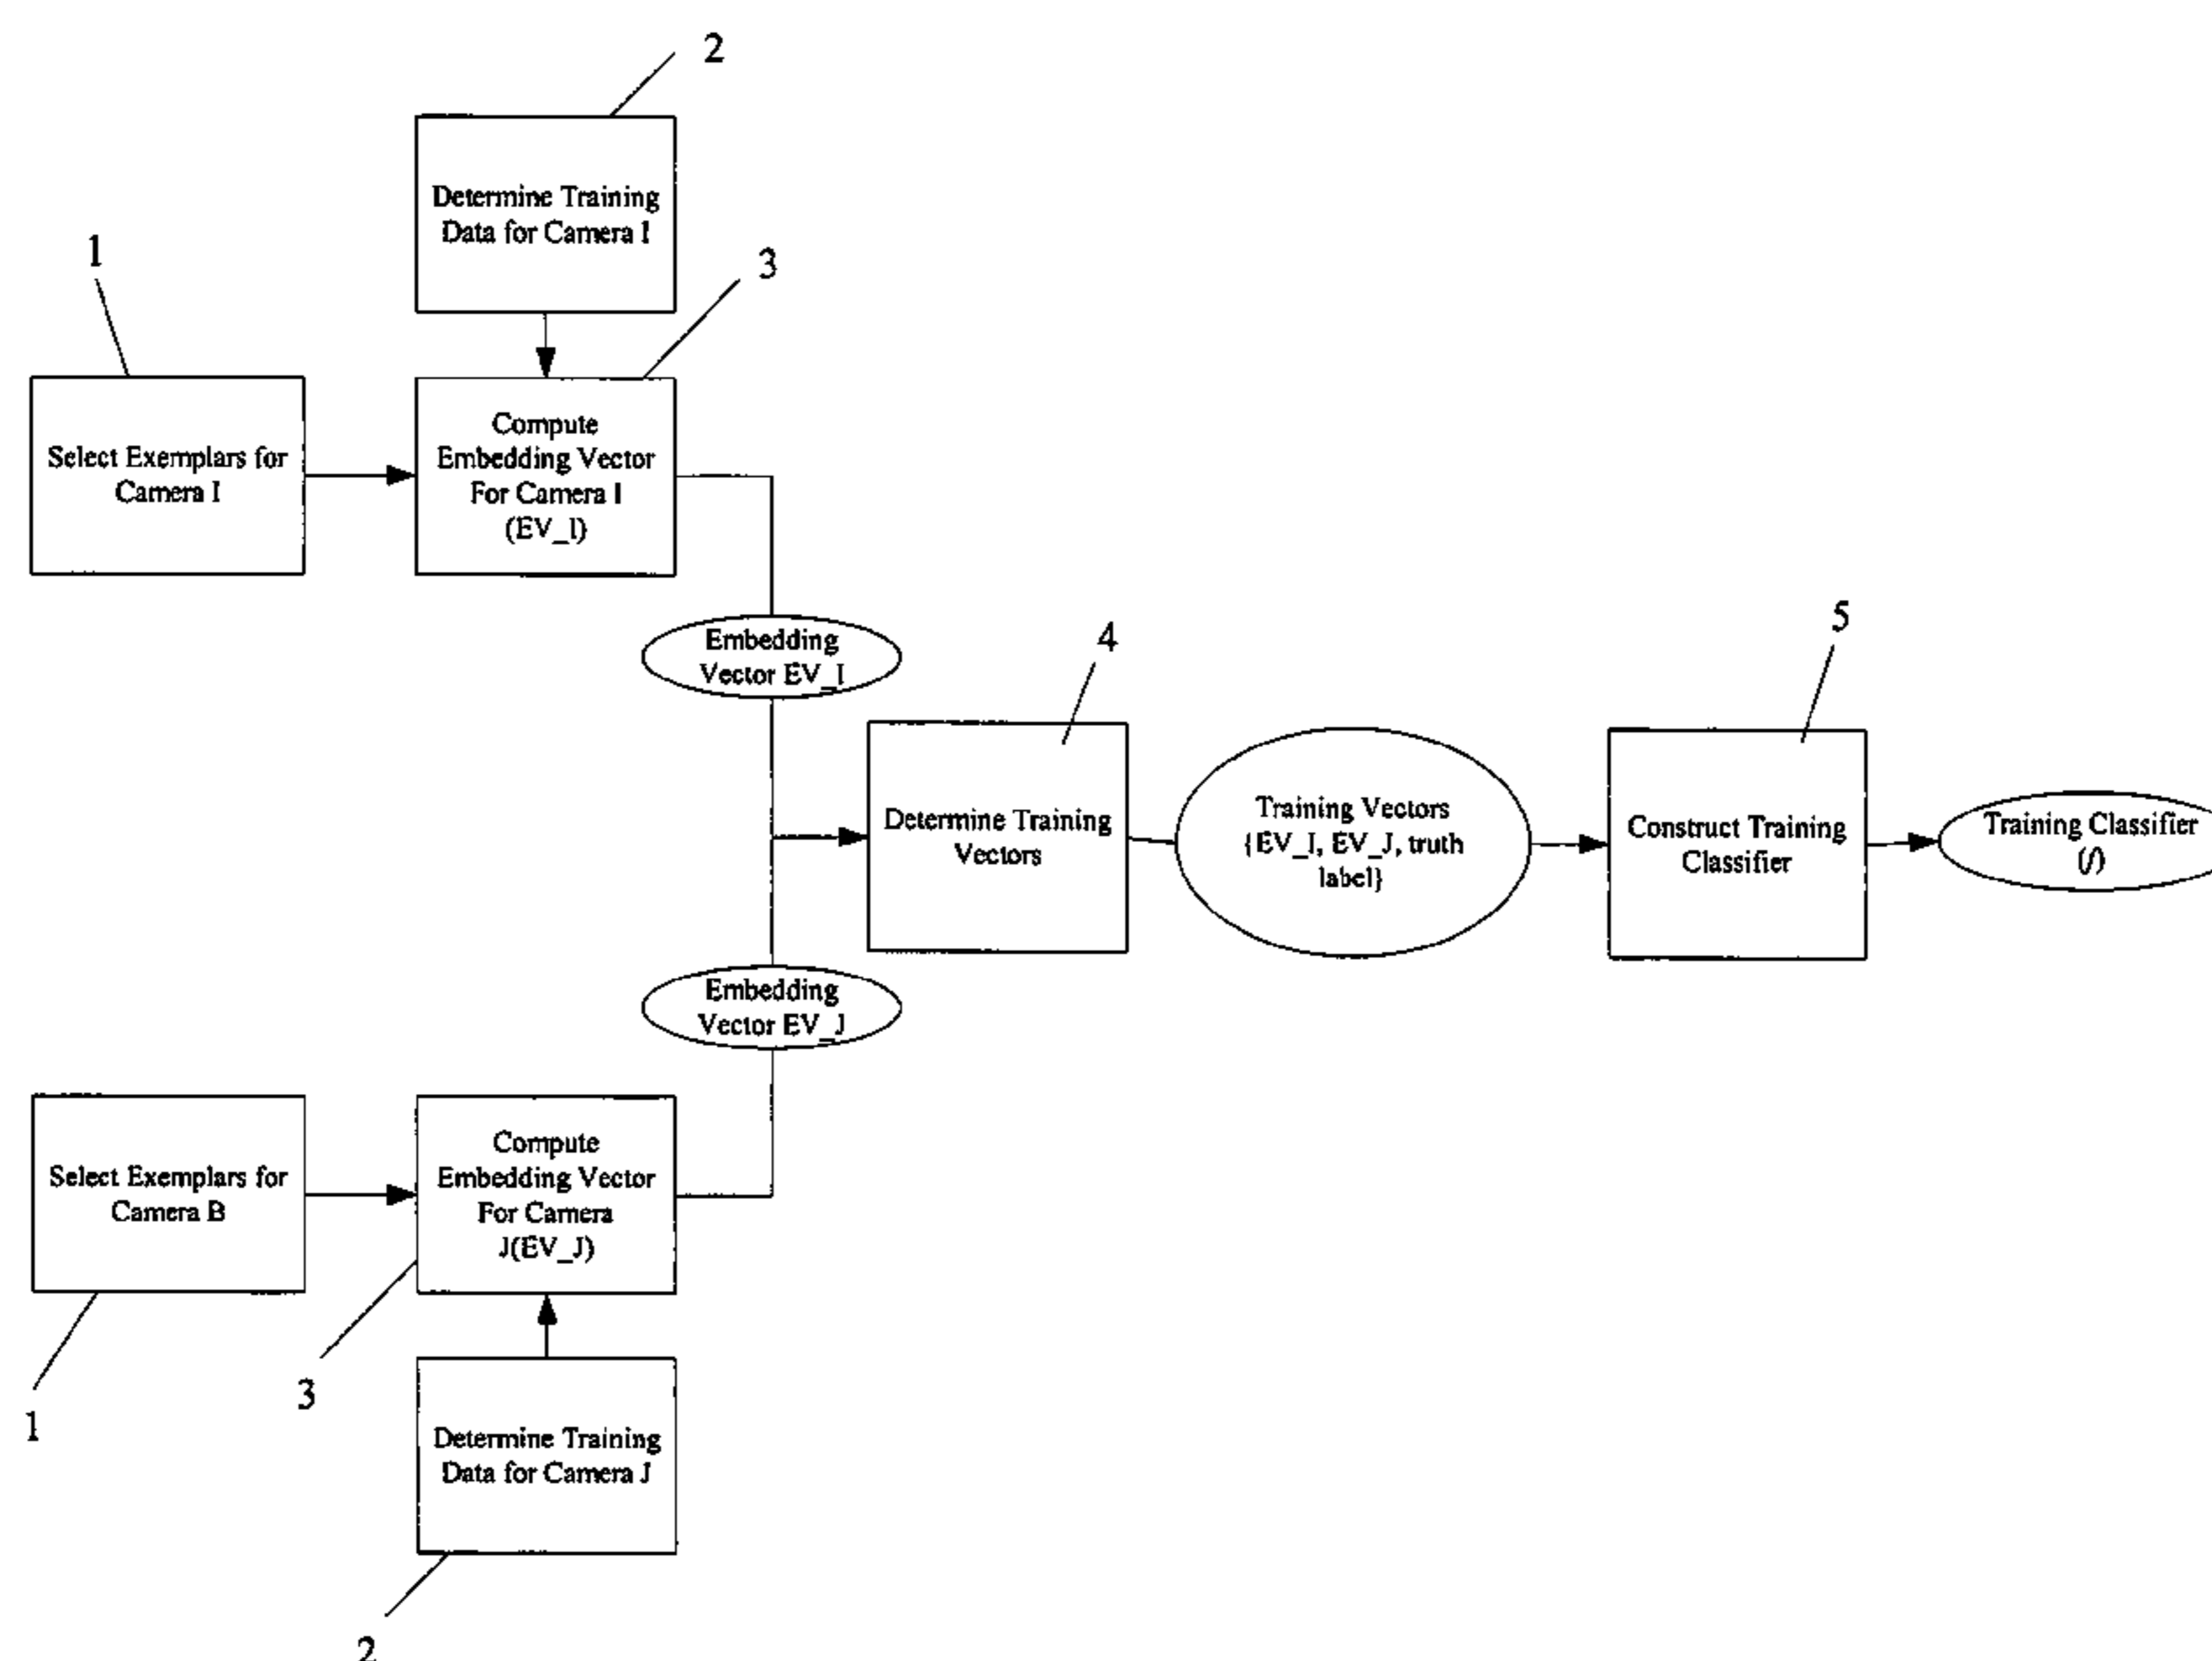 2
Determine Training
Data for Camera I
1
3
Select Exemplars for
Camera I
Compute
Embedding Vector
For Camera I
(EV_I}
Embedding
Vector EV_I
4
5
Determine Training
Vectors
Training Vectors
{EV_I, EV_J, truth
label}
Construct Training
Classifier
Training Classifier
(f)
Embedding
Vector EV_J
Select Exemplars for
Camera B
Compute
Embedding Vector
For Camera
J(EV_J)
1
3
Determine Training
Data for Camera J
2